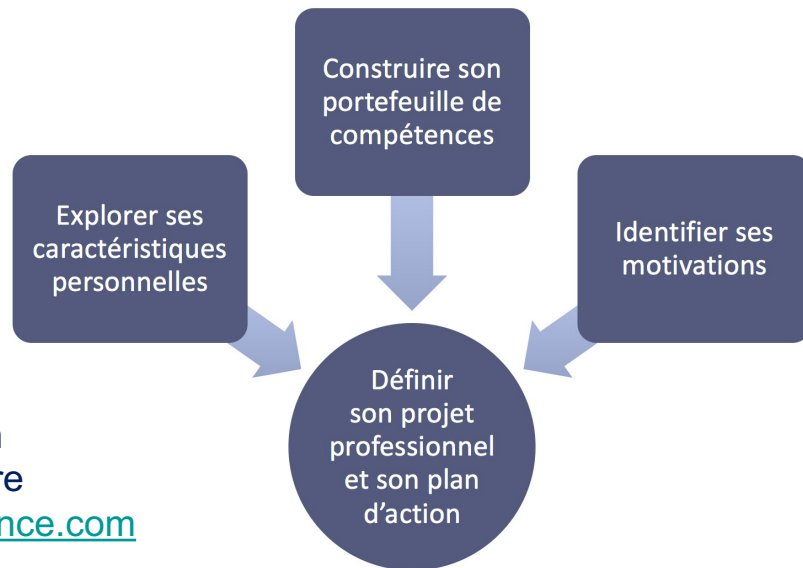 Construire son
portefeuille de
compétences
Explorer ses
caractéristiques
personnelles
Identifier ses
motivations
Définir
son projet
professionnel
et son plan
d’action
re
nce.com